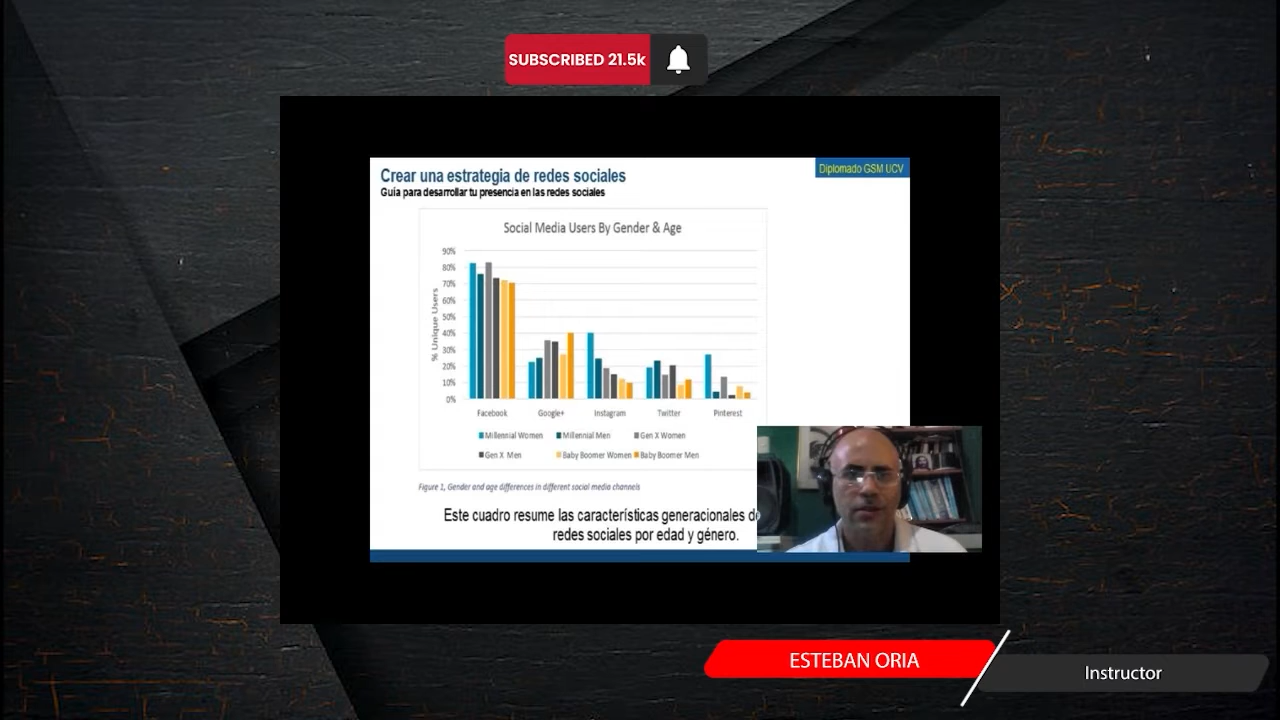 SUBSCRIBED 21.5k
Crear una estrategia de redes sociales
Diplomado GSM UCV
Guía para desarrollar tu presencia en las redes sociales
Social Media Users By Gender & Age
% Unique Users
90%
80%
70%
60%
50%
40%
30%
20%
10%
0%
Facebook Google+ Instagram Twitter Pinterest
Millennial Women Millennial Men Gen X Women
Gen X Men Baby Boomer Women Baby Boomer Men
Figure 1, Gender and age differences in different social media channels
Este cuadro resume las características generacionales
redes sociales por edad y género.
ESTEBAN ORIA
Instructor